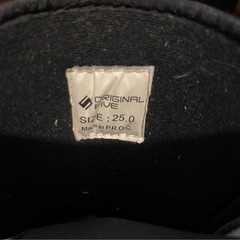 ORIGINAL
FIVE
SIZE : 25.0
Made in P.R.O.C.